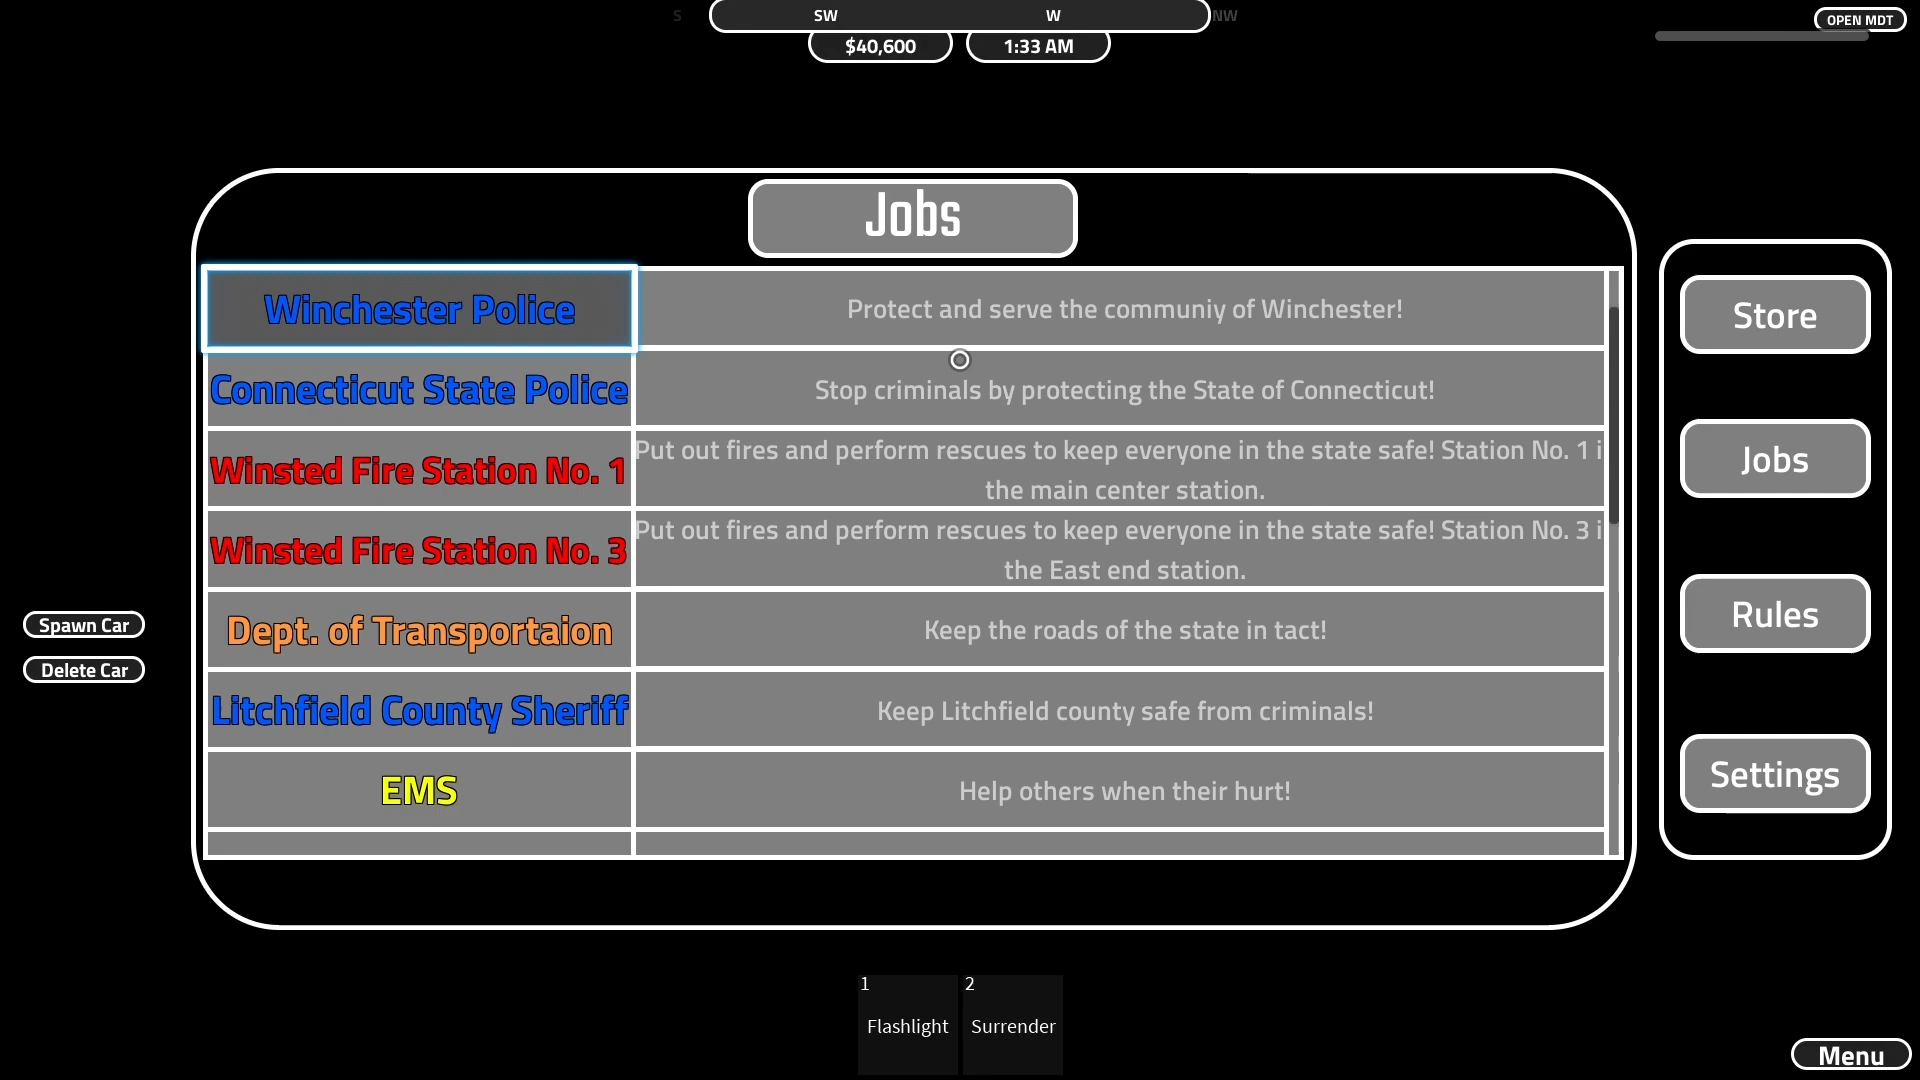 S SW W NW
OPEN MDT
$40,600 1:33 AM
Jobs
Winchester Police Protect and serve the communiy of Winchester!
Connecticut State Police Stop criminals by protecting the State of Connecticut!
Winsted Fire Station No. 1 Put out fires and perform rescues to keep everyone in the state safe! Station No. 1 i
the main center station.
Winsted Fire Station No. 3 Put out fires and perform rescues to keep everyone in the state safe! Station No. 3 i
the East end station.
Dept. of Transportaion Keep the roads of the state in tact!
Litchfield County Sheriff Keep Litchfield county safe from criminals!
EMS Help others when their hurt!
Store
Jobs
Rules
Settings
Spawn Car
Delete Car
1 2
Flashlight Surrender
Menu